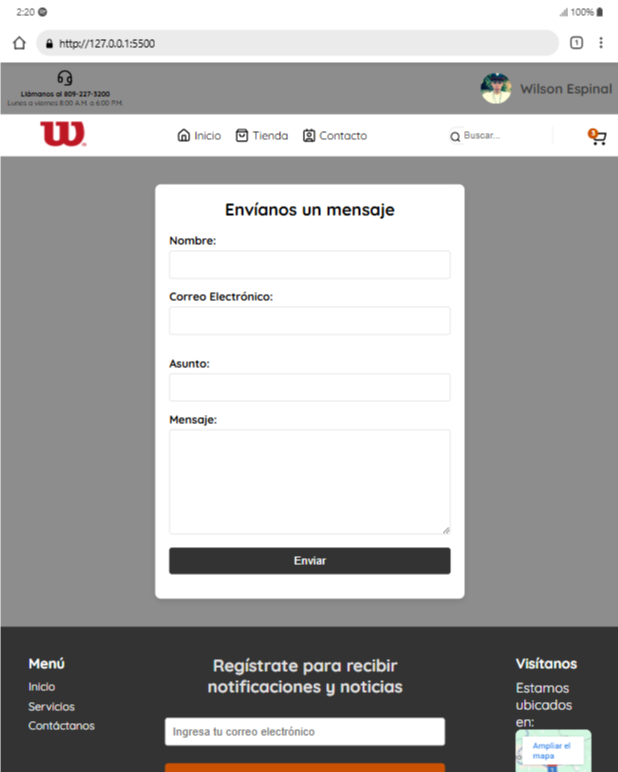 2:20
100%
http://127.0.0.1:5500
1
Llámanos al 809-227-3200
Lunes a viernes 8:00 A.M. a 6:00 P.M.
Wilson Espinal
W
Inicio
Tienda
Contacto
Buscar...
3
Envíanos un mensaje
Nombre:
Correo Electrónico:
Asunto:
Mensaje:
Enviar
Menú
Inicio
Servicios
Contáctanos
Regístrate para recibir
notificaciones y noticias
Ingresa tu correo electrónico
Visítanos
Estamos
ubicados
en:
Ampliar el
mapa